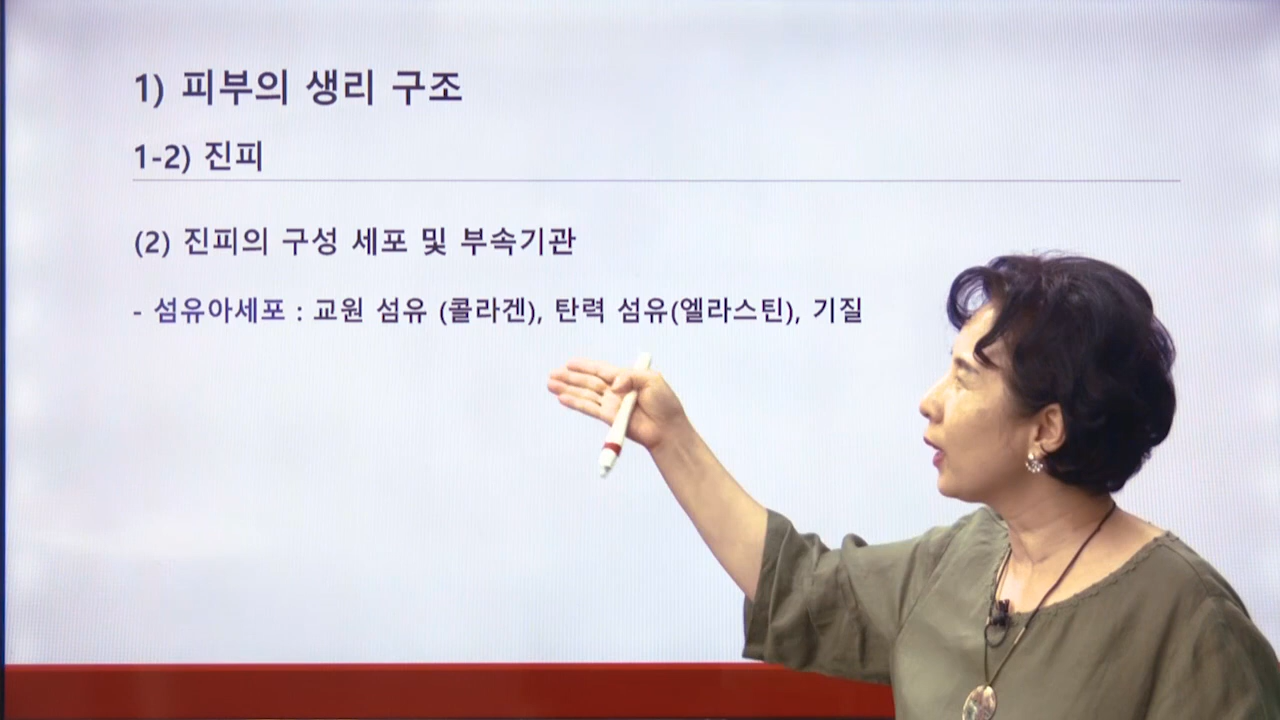 1) 피부의 생리 구조
1-2) 진피
(2) 진피의 구성 세포 및 부속기관
- 섬유아세포 : 교원 섬유 (콜라겐), 탄력 섬유(엘라스틴), 기질